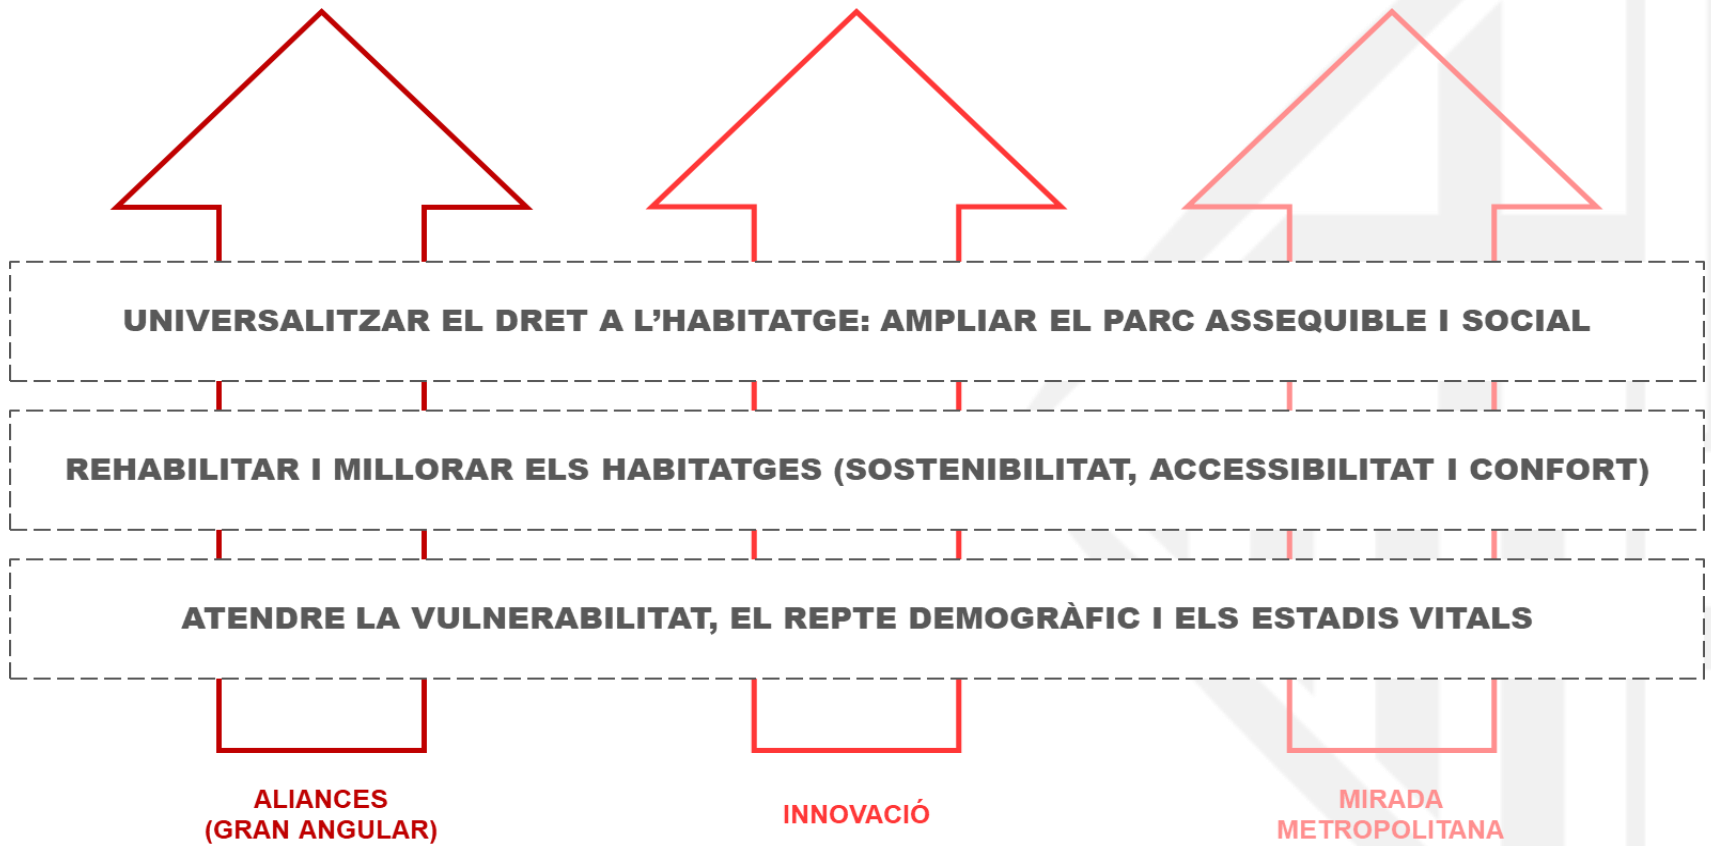 UNIVERSALITZAR EL DRET A L’HABITATGE: AMPLIAR EL PARC ASSEQUIBLE I SOCIAL
REHABILITAR I MILLORAR ELS HABITATGES (SOSTENIBILITAT, ACCESSIBILITAT I CONFORT)
ATENDRE LA VULNERABILITAT, EL REPTE DEMOGRÀFIC I ELS ESTADIS VITALS
ALIANCES
(GRAN ANGULAR)
INNOVACIÓ
MIRADA
METROPOLITANA